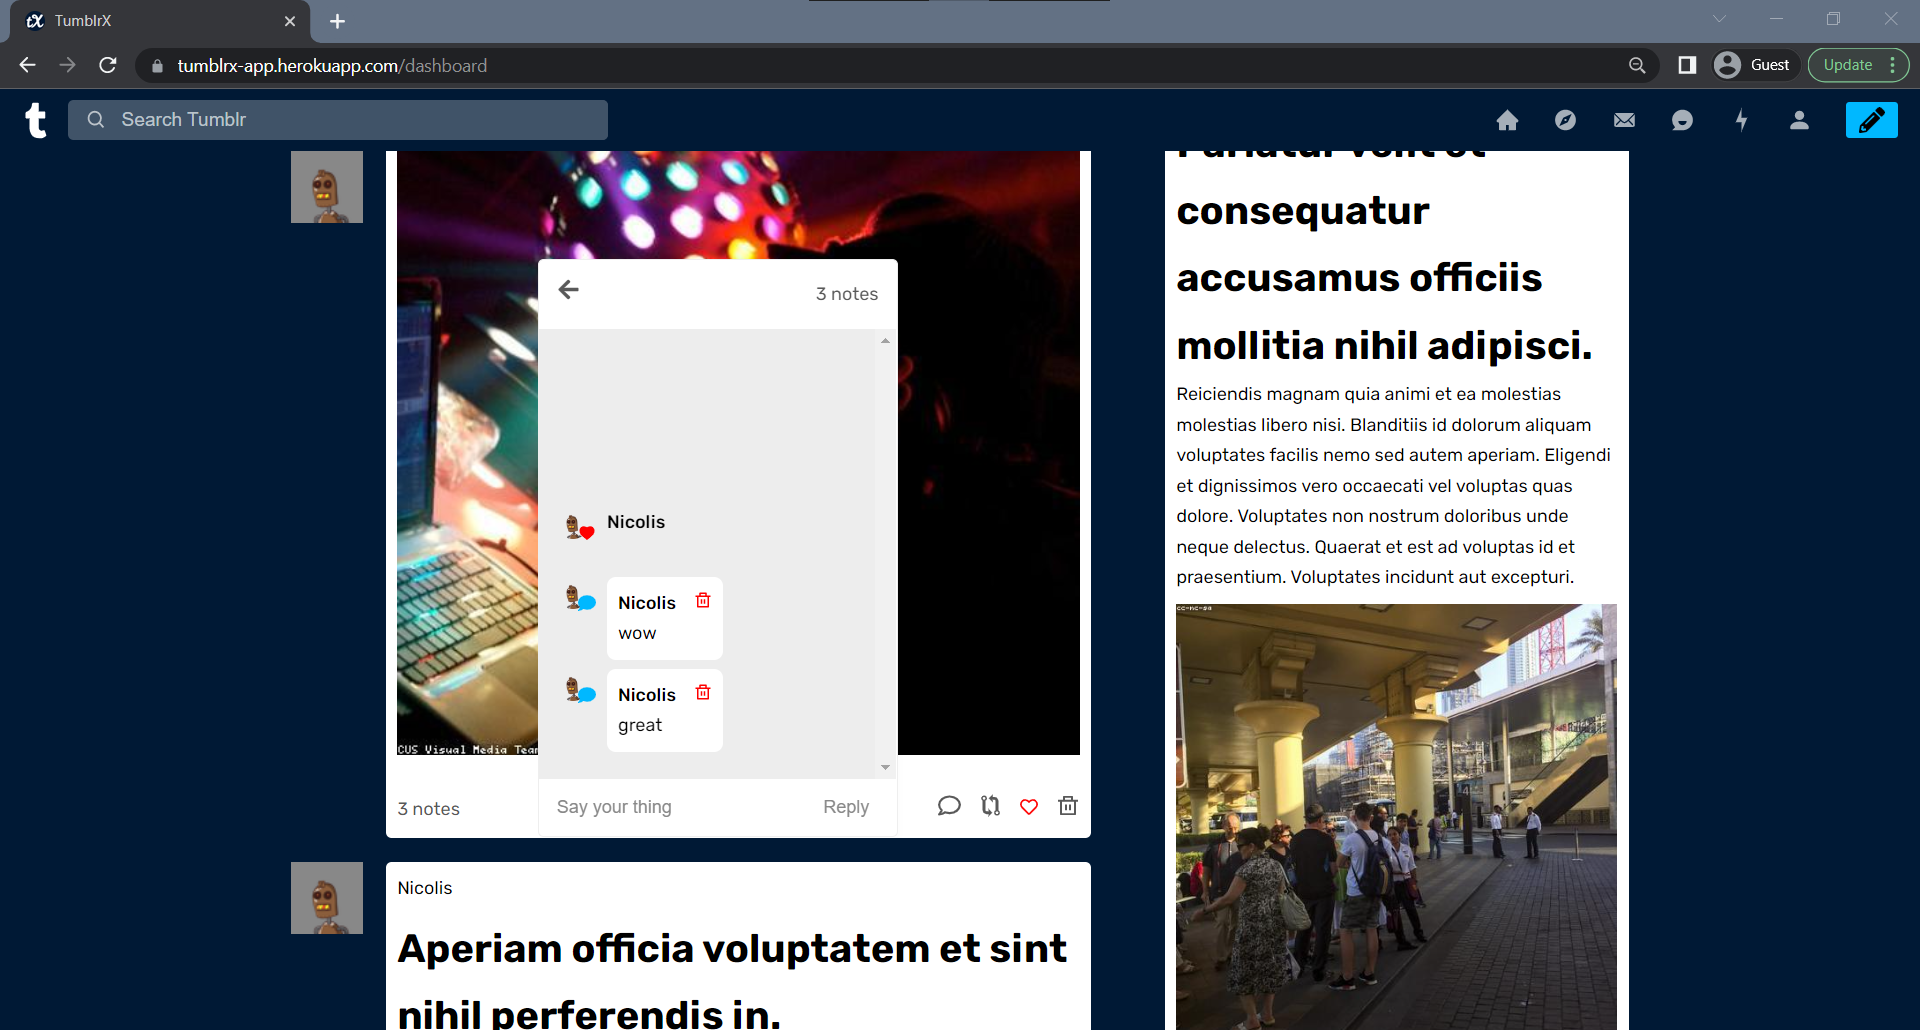 TumblrX
tumblrx-app.herokuapp.com/dashboard
Guest
Update
t
Search Tumblr
3 notes
Nicolis
Nicolis
wow
Nicolis
great
Say your thing
Reply
CUS Visual Media Tea
3 notes
Nicolis
Aperiam officia voluptatem et sint
nihil perferendis in.
consequatur
accusamus officiis
mollitia nihil adipisci.
Reiciendis magnam quia animi et ea molestias
molestias libero nisi. Blanditiis id dolorum aliquam
voluptates facilis nemo sed autem aperiam. Eligendi
et dignissimos vero occaecati vel voluptas quas
dolore. Voluptates non nostrum doloribus unde
neque delectus. Quaerat et est ad voluptas id et
praesentium. Voluptates incidunt aut excepturi.
cc-nc-sa